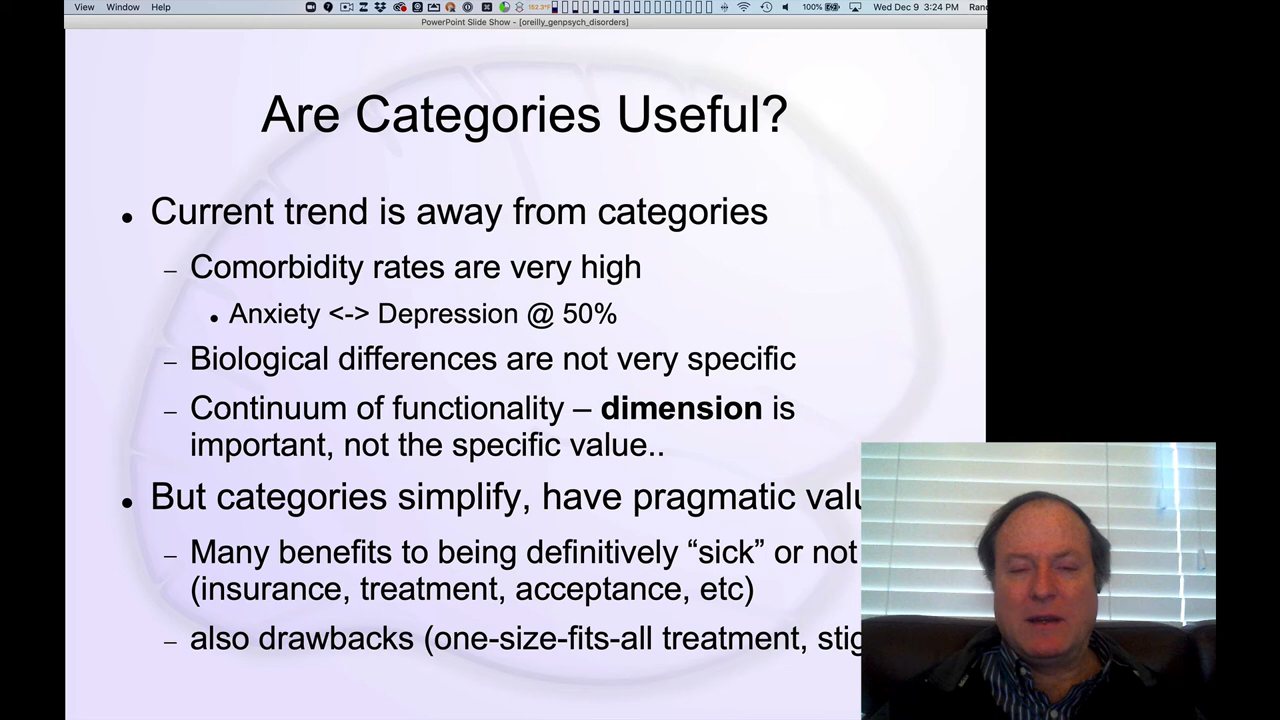 View Window Help 152.3°F 100% Wed Dec 9 3:24 PM
PowerPoint Slide Show - [oreilly_genpsych_disorders]
Are Categories Useful?
• Current trend is away from categories
– Comorbidity rates are very high
• Anxiety <-> Depression @ 50%
– Biological differences are not very specific
– Continuum of functionality – dimension is
important, not the specific value..
• But categories simplify, have pragmatic
– Many benefits to being definitively “sick” or not
(insurance, treatment, acceptance, etc)
– also drawbacks (one-size-fits-all treatment,